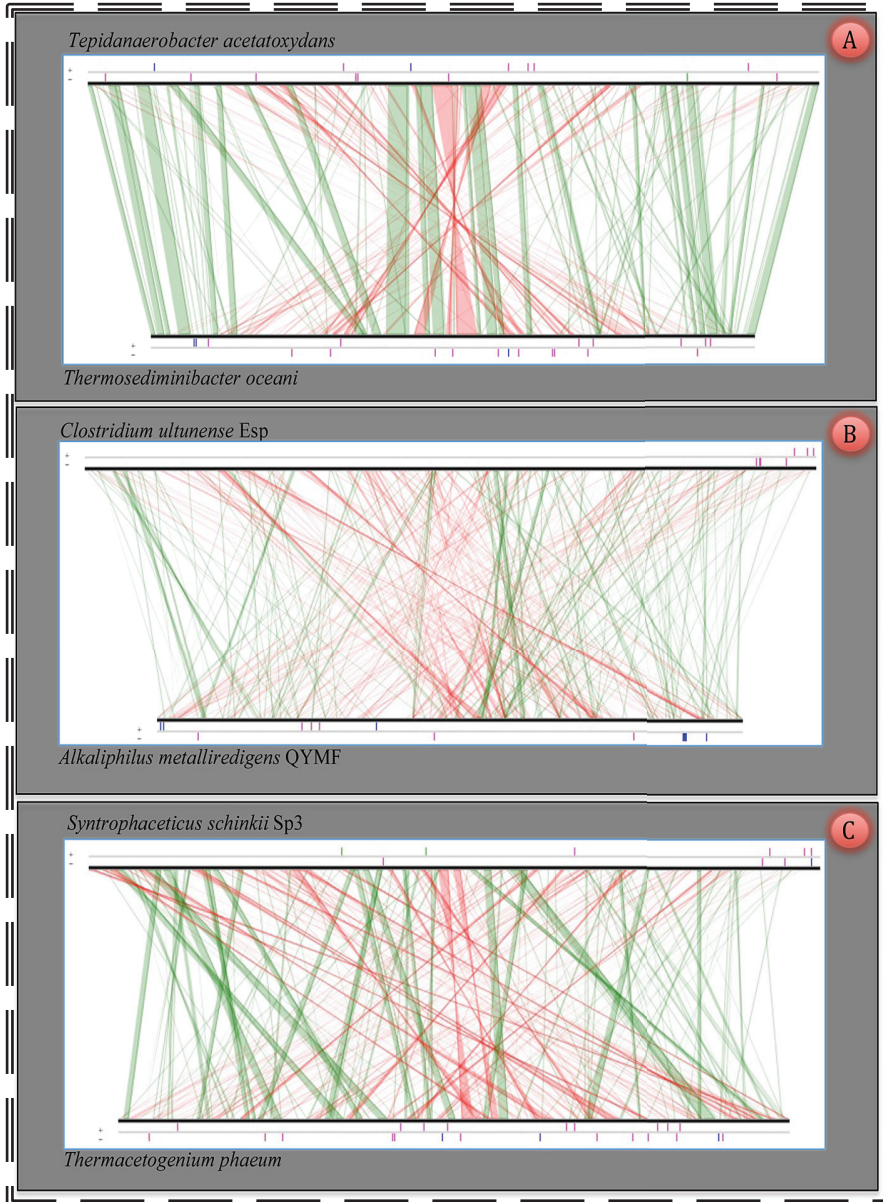 A
Tepidanaerobacter acetatoxydans
+
-
+
-
Thermosediminibacter oceani
B
Clostridium ultunense Esp
+
-
+
-
Alkaliphilus metalliredigens QYMF
C
Syntrophaceticus schinkii Sp3
+
-
+
-
Thermacetogenium phaeum